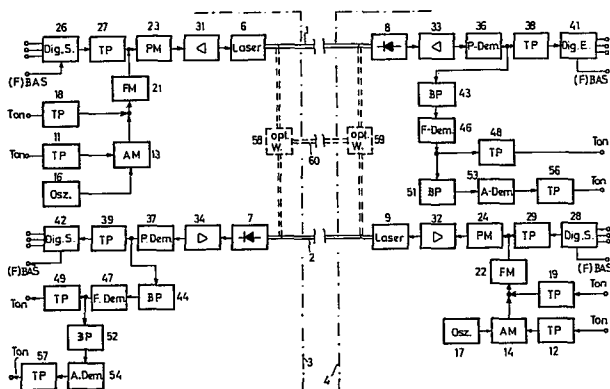 26 27 23 31 6 1 8 33 36 38 41
Dig.S. TP PM Laser P-Dem TP Dig.E.
(F)BAS (F)BAS
FM 21 BP 43
18
Ton TP F-Dem 46 48
11 58 opt. W. opt. W. 59 TP Ton
Ton TP AM 13 60
16 53 56
Osz. 51 BP A-Dem TP Ton
42 39 37 34 7 9 32 24 29 28
Dig.S. TP P.Dem Laser PM TP Dig.S.
2
(F)BAS (F)BAS
49 47 22 FM 19 Ton
Ton TP F. Dem BP 44 TP
BP 52 Ton
Ton 57 Osz. AM TP
TP A.Dem 54 3 4 17 14 12